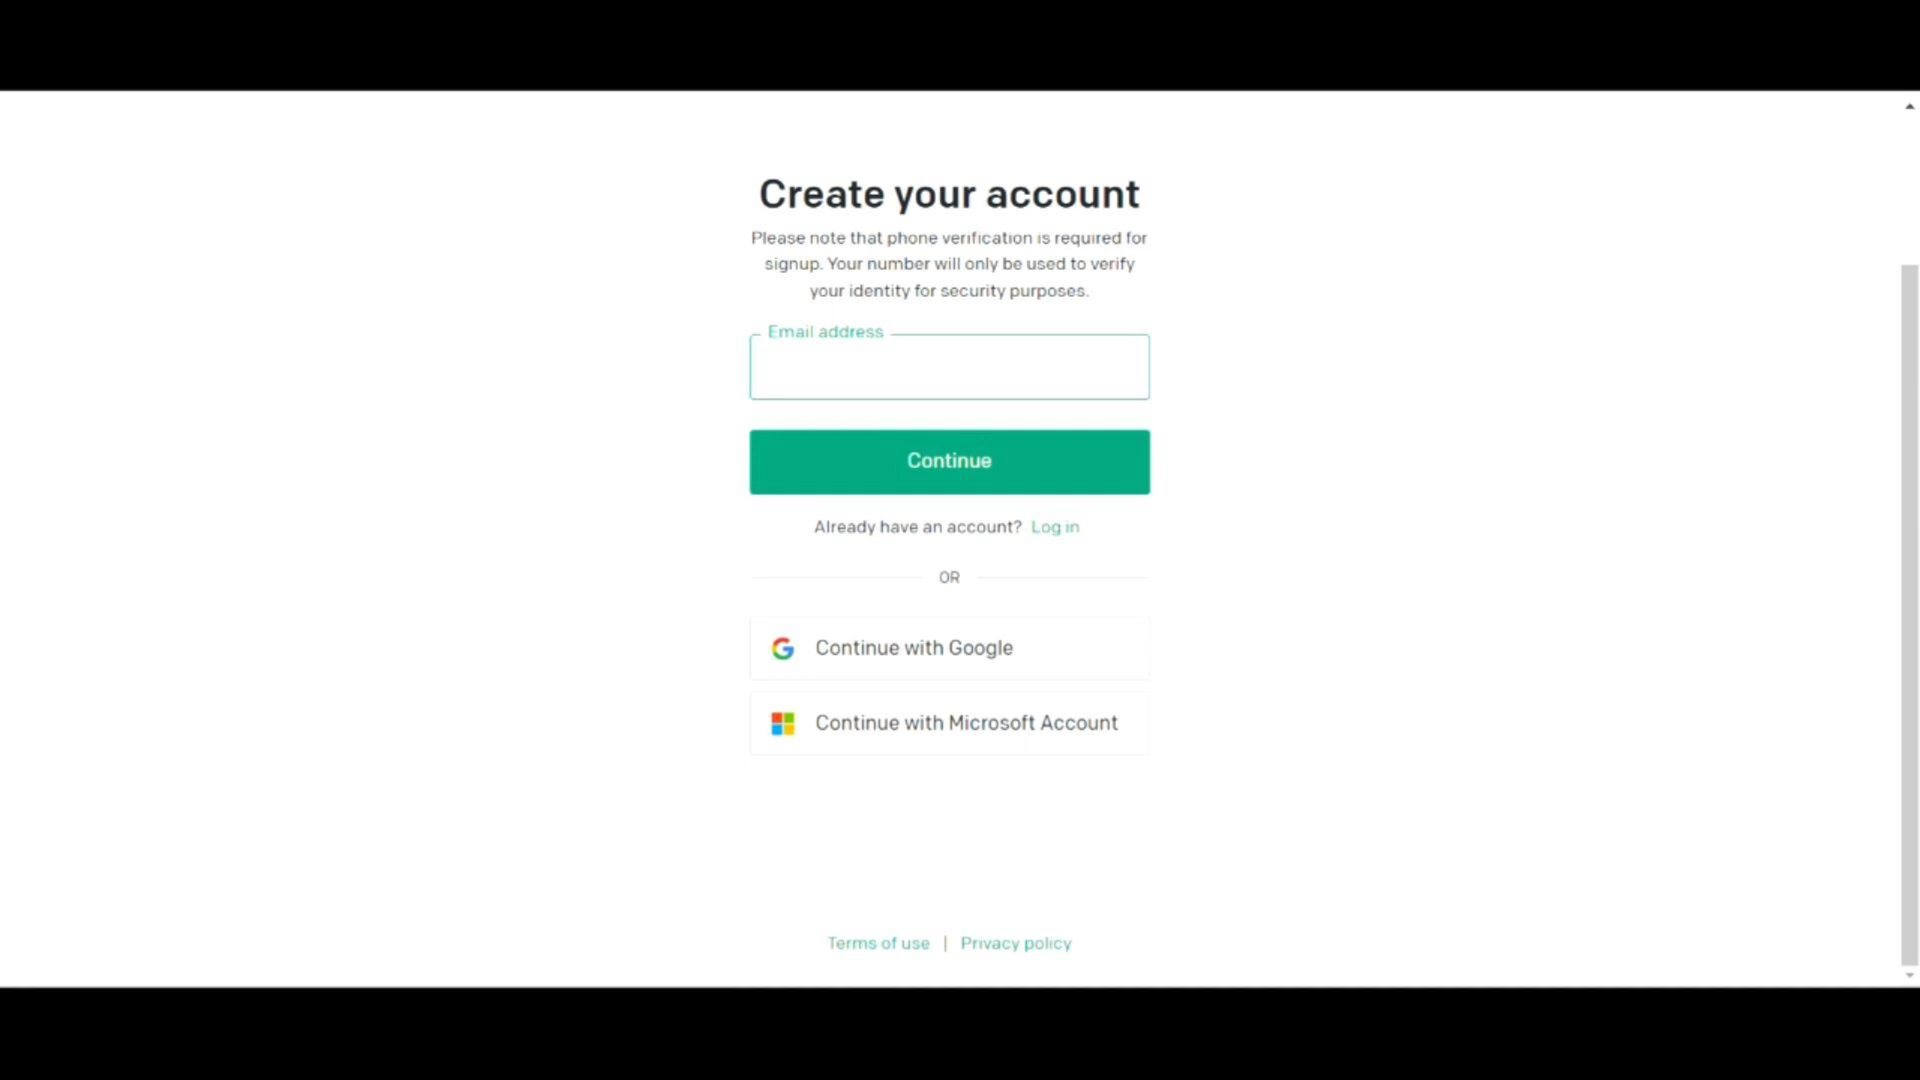 Create your account
Please note that phone verification is required for
signup. Your number will only be used to verify
your identity for security purposes.
Email address
Continue
Already have an account? Log in
OR
Continue with Google
Continue with Microsoft Account
Terms of use | Privacy policy